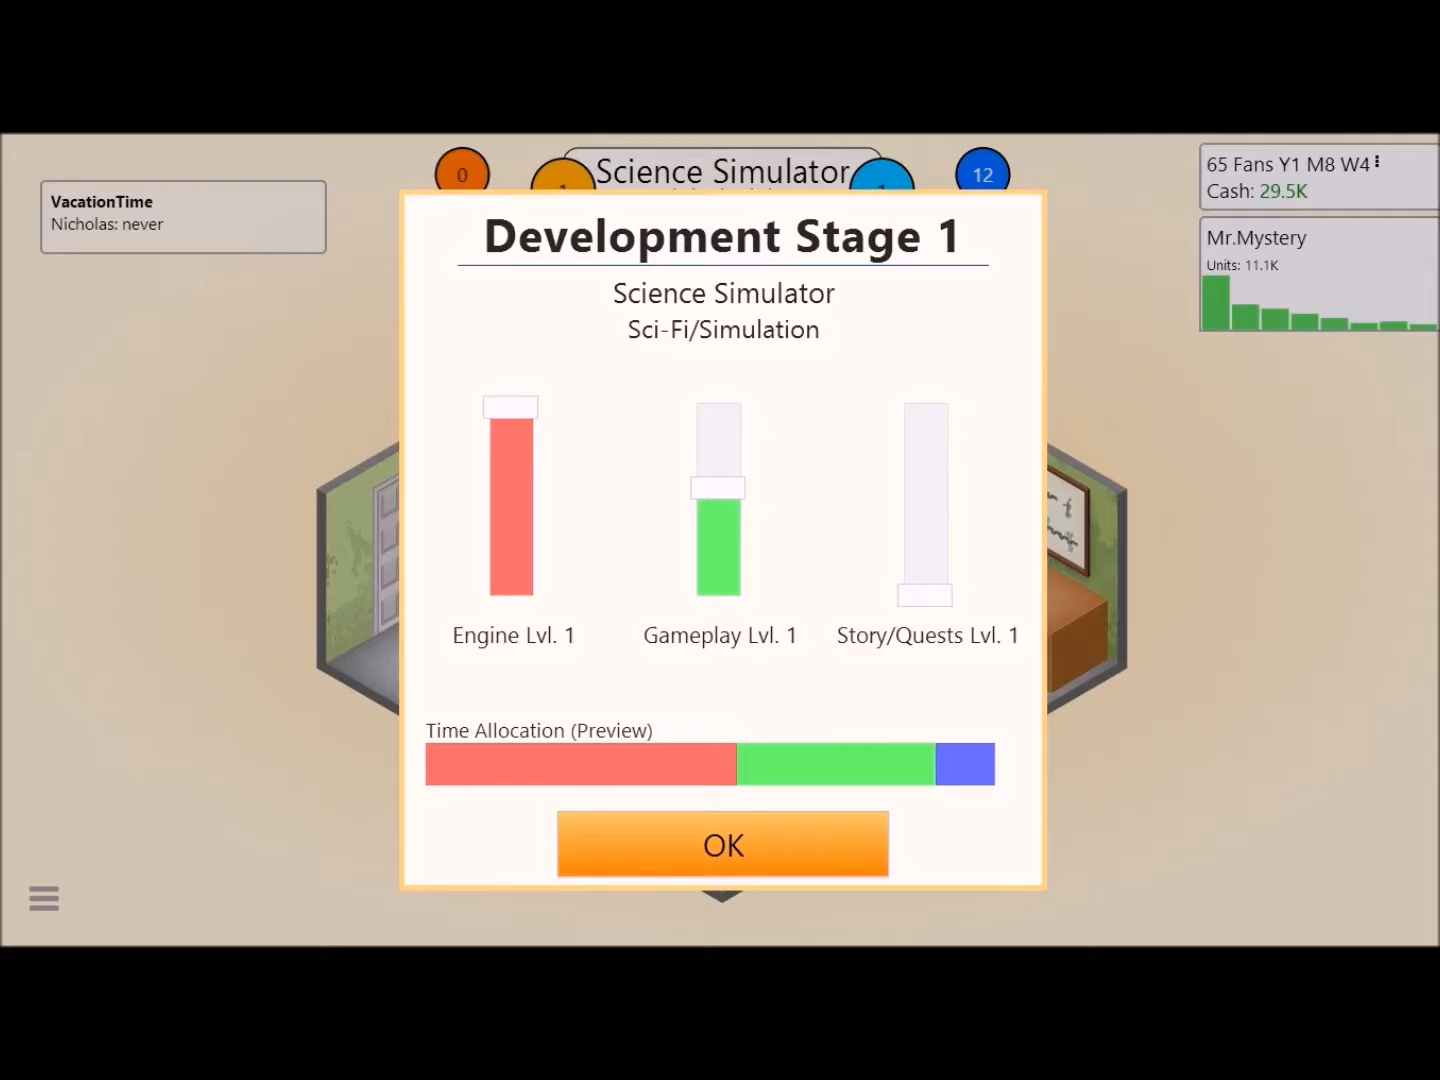 VacationTime
Nicholas: never
0
Science Simulator
12
65 Fans Y1 M8 W4
Cash: 29.5K
Mr.Mystery
Units: 11.1K
Development Stage 1
Science Simulator
Sci-Fi/Simulation
Engine Lvl. 1
Gameplay Lvl. 1
Story/Quests Lvl. 1
Time Allocation (Preview)
OK